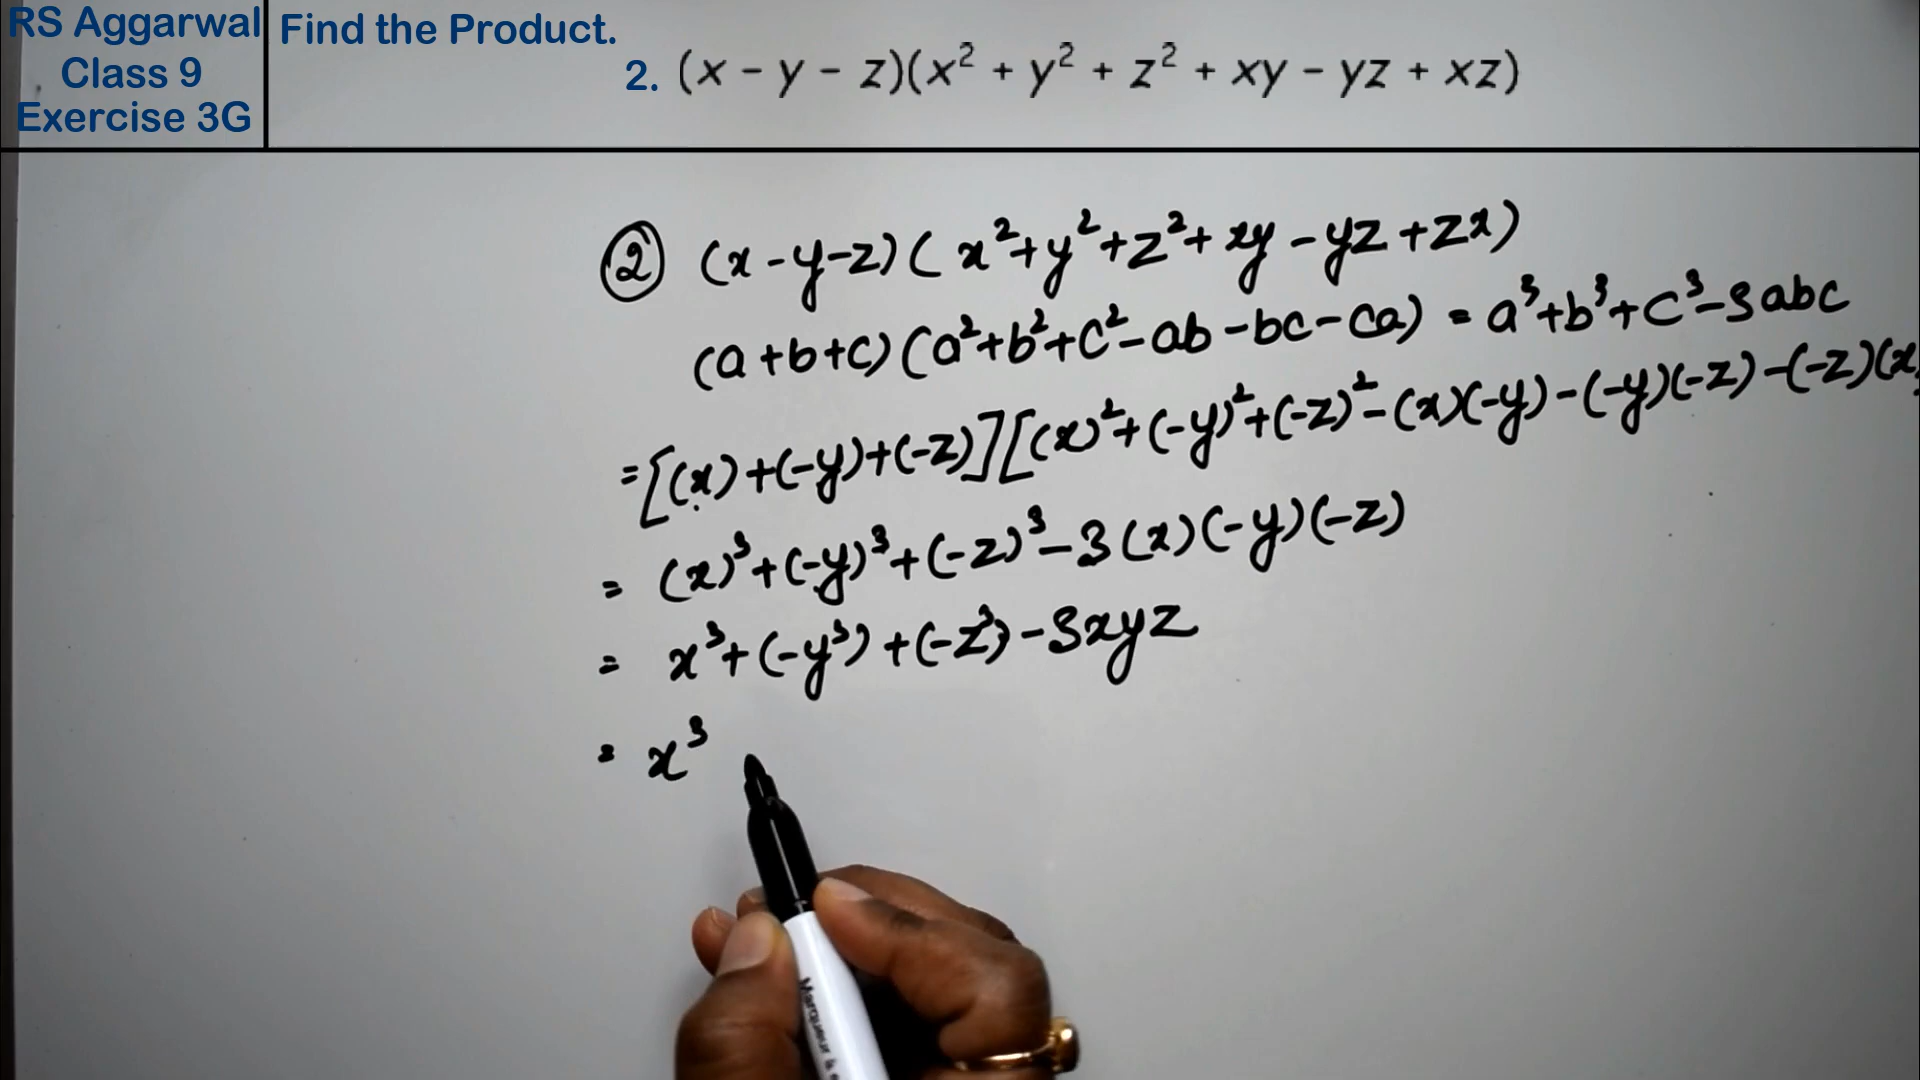 RS Aggarwal
Class 9
Exercise 3G
Find the Product.
2. (x - y - z)(x² + y² + z² + xy - yz + xz)
② (x-y-z)(x²+y²+z²+xy-yz+zx)
(a+b+c)(a²+b²+c²-ab-bc-ca) = a³+b³+c³-3abc
=[(x)+(-y)+(-z)][(x)²+(-y)²+(-z)²-(x)(-y)-(-y)(-z)-(-z)(x)
= (x)³+(-y)³+(-z)³-3(x)(-y)(-z)
= x³+(-y³)+(-z³)-3xyz
= x³
Marqueur à